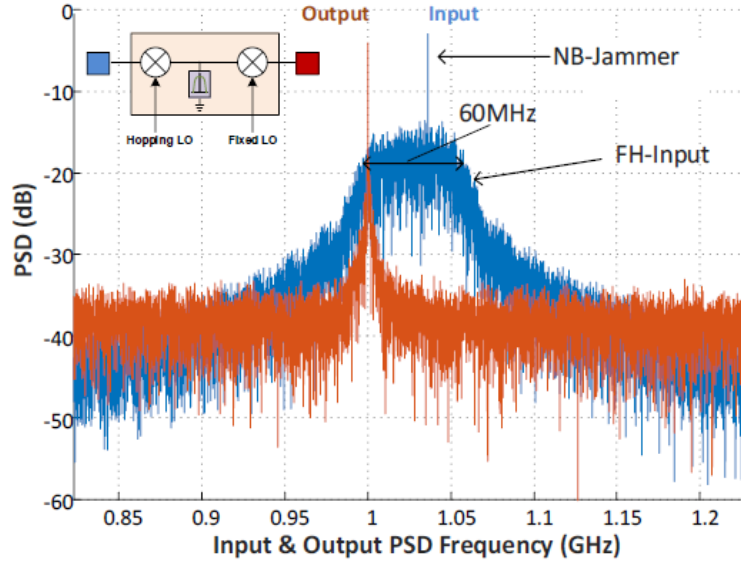 Output
Input
0
NB-Jammer
-10
60MHz
Hopping LO
Fixed LO
FH-Input
-20
-30
-40
-50
-60
PSD (dB)
0.85
0.9
0.95
1
1.05
1.1
1.15
1.2
Input & Output PSD Frequency (GHz)